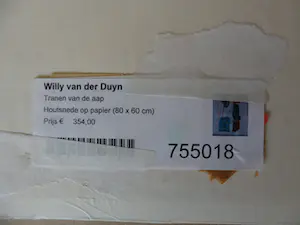 Willy van der Duyn
Tranen van de aap
Houtsnede op papier (80 x 60 cm)
Prijs € 354,00
755018